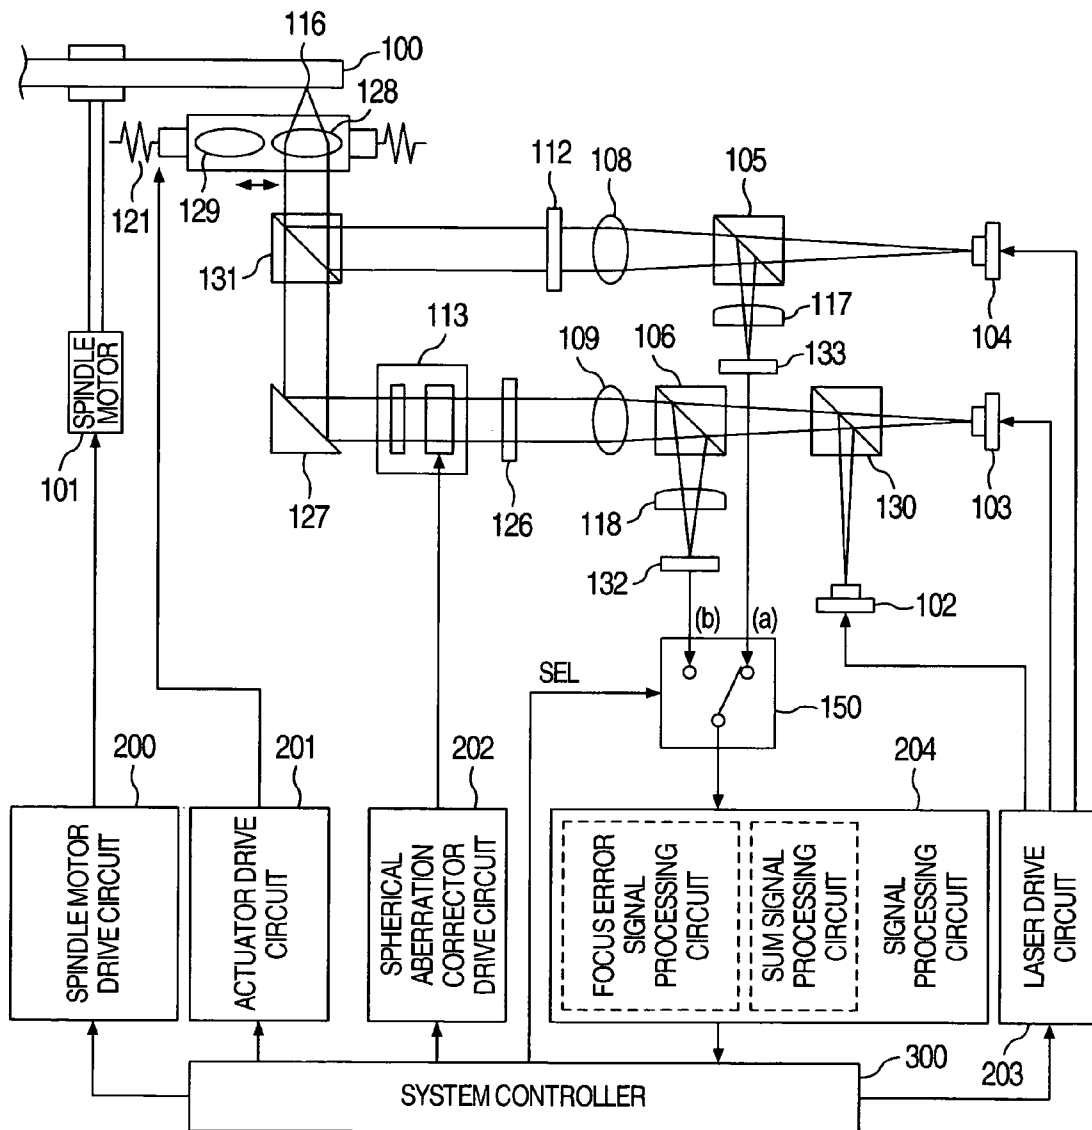 116
100
128
129
121
112
108
105
131
104
117
133
113
109
106
SPINDLE
MOTOR
101
127
126
118
130
103
132
102
(b)
(a)
SEL
150
200
201
202
204
SPINDLE MOTOR
DRIVE CIRCUIT
ACTUATOR DRIVE
CIRCUIT
SPHERICAL
ABERRATION
CORRECTOR
DRIVE CIRCUIT
FOCUS ERROR
SIGNAL
PROCESSING
CIRCUIT
SUM SIGNAL
PROCESSING
CIRCUIT
SIGNAL
PROCESSING
CIRCUIT
LASER DRIVE
CIRCUIT
203
300
SYSTEM CONTROLLER